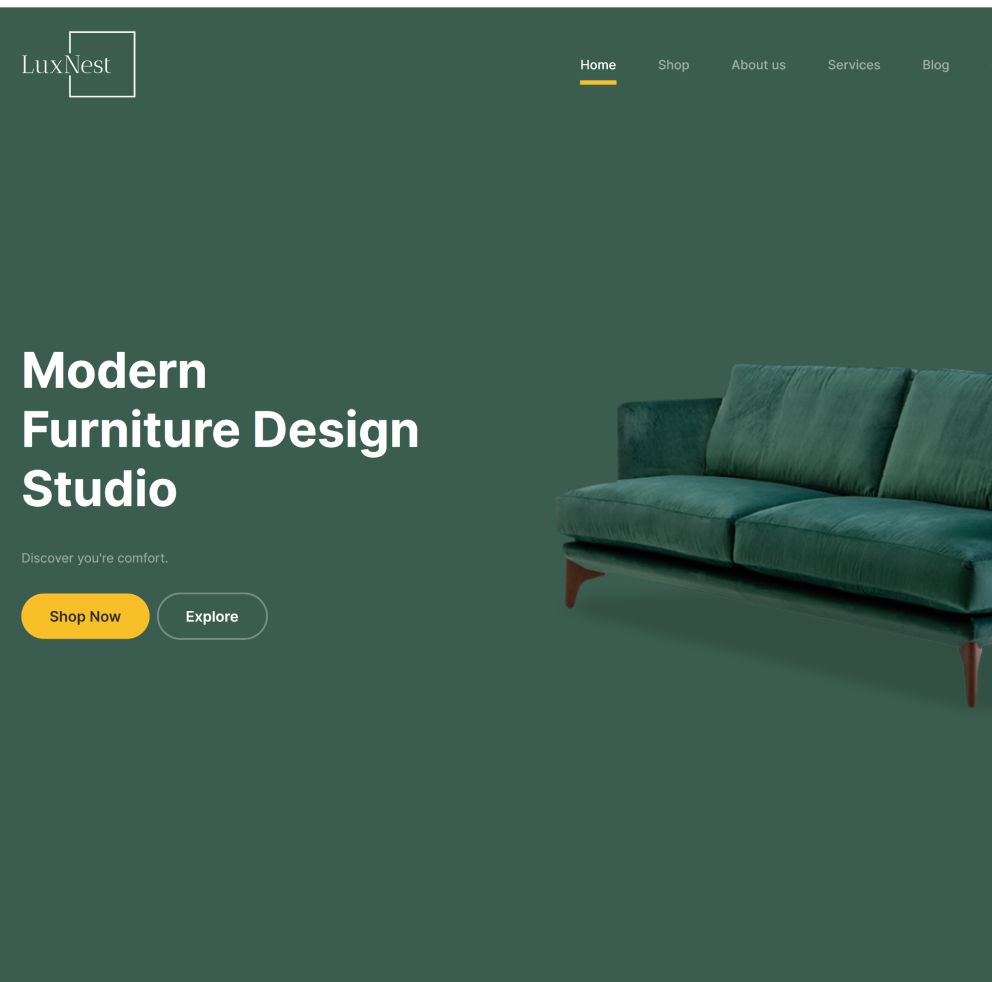 LuxNest
Home Shop About us Services Blog
Modern
Furniture Design
Studio
Discover you're comfort.
Shop Now Explore